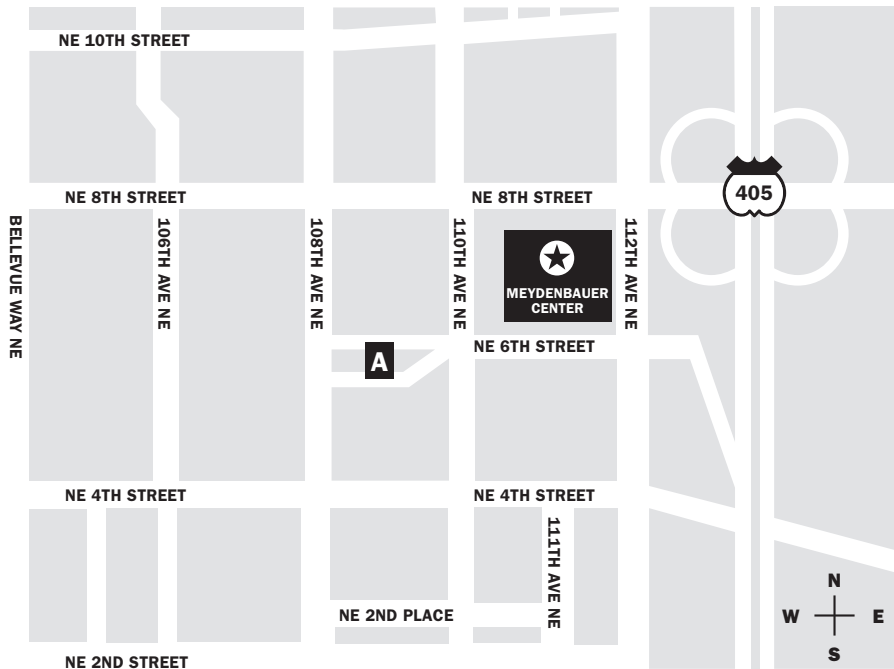 NE 10TH STREET
NE 8TH STREET
NE 8TH STREET
405
BELLEVUE WAY NE
106TH AVE NE
108TH AVE NE
110TH AVE NE
112TH AVE NE
MEYDENBAUER
CENTER
NE 6TH STREET
A
NE 4TH STREET
NE 4TH STREET
111TH AVE NE
NE 2ND PLACE
NE 2ND STREET
N
W
E
S